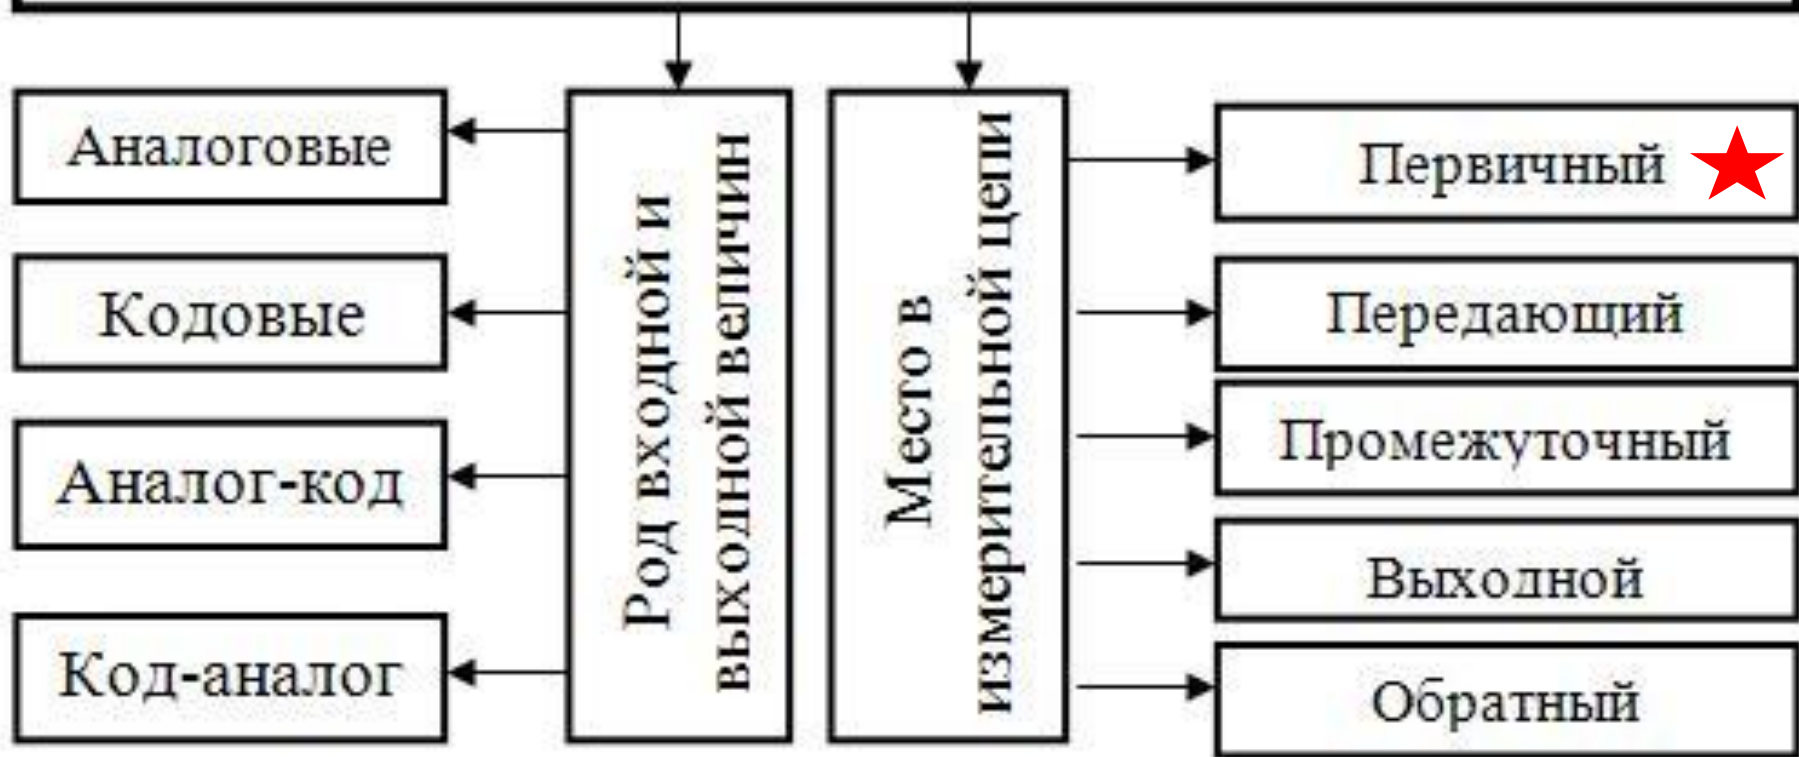 Аналоговые
Кодовые
Аналог-код
Код-аналог
Род входной и
выходной величин
Место в
измерительной цепи
Первичный
Передающий
Промежуточный
Выходной
Обратный